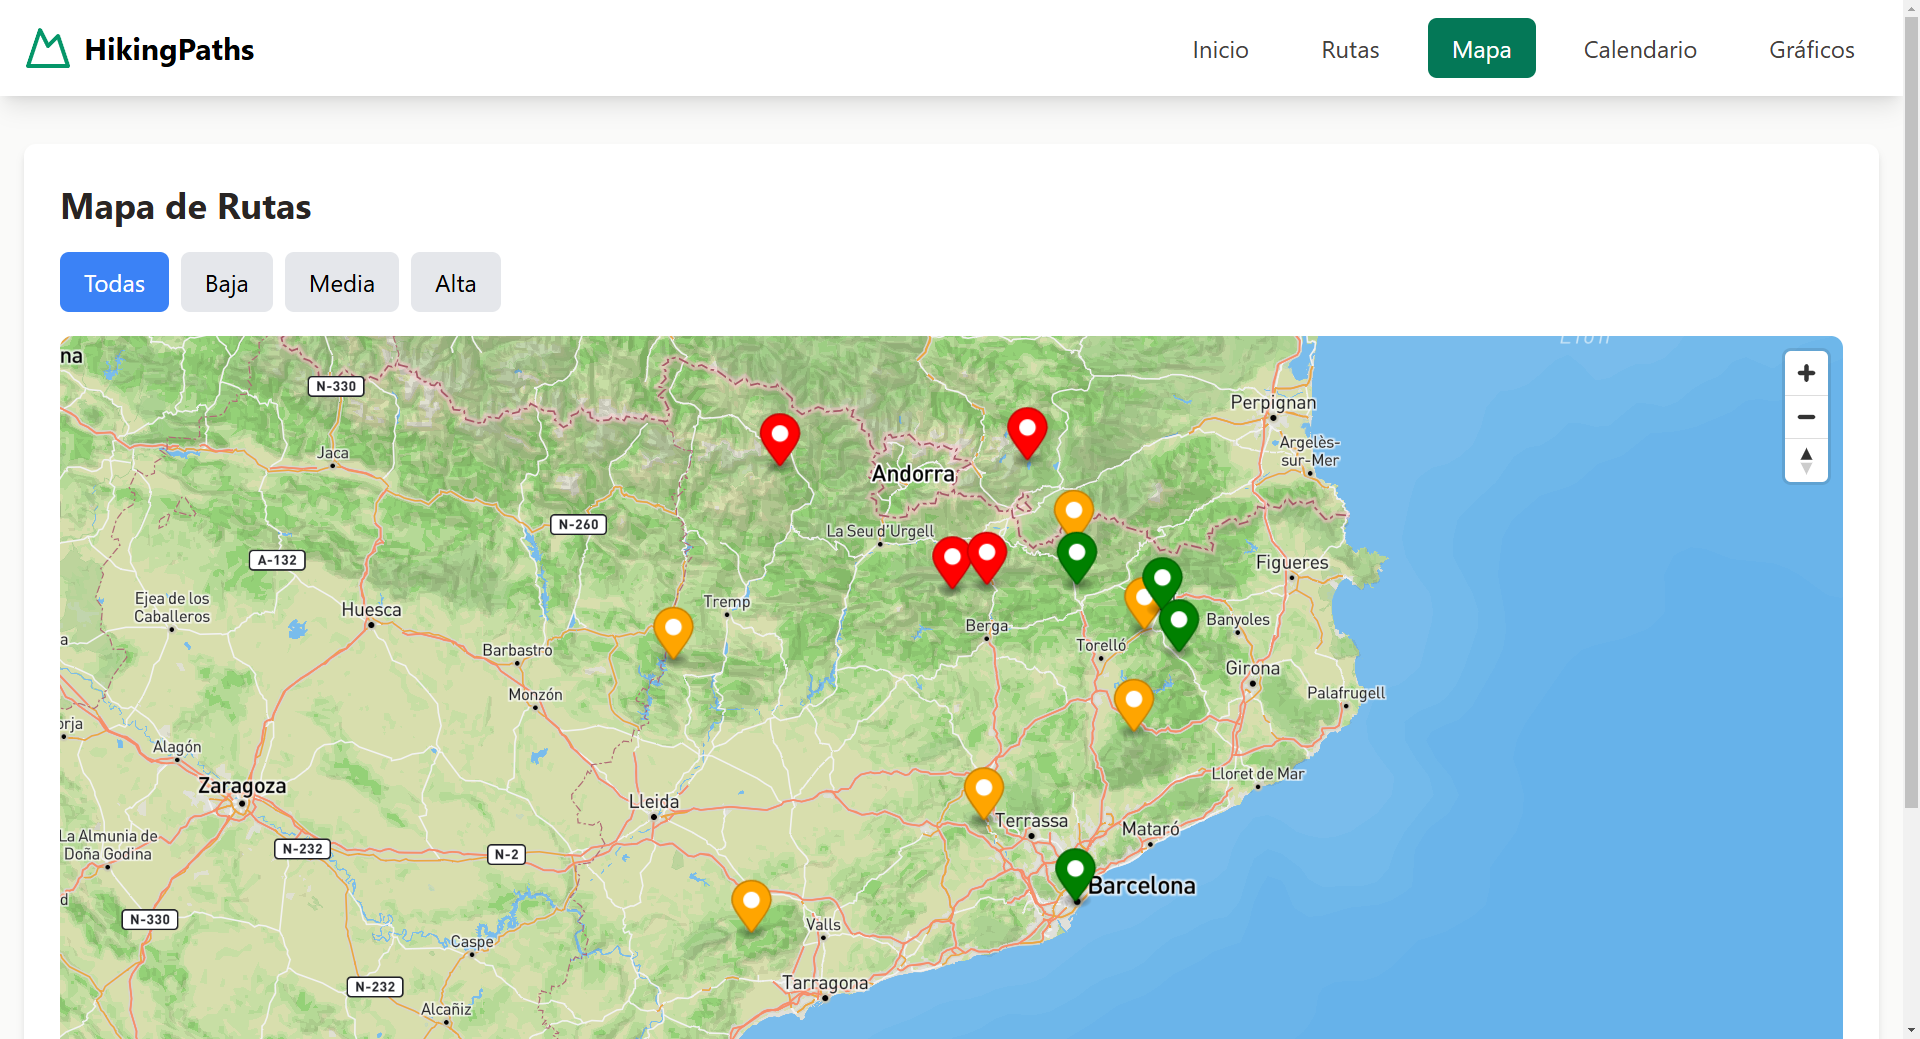 HikingPaths
Inicio
Rutas
Mapa
Calendario
Gráficos
Mapa de Rutas
Todas
Baja
Media
Alta
na
Lion
N-330
Perpignan
Argelès-
sur-Mer
Jaca
Andorra
N-260
La Seu d'Urgell
A-132
Figueres
Ejea de los
Caballeros
Huesca
Tremp
Banyoles
Berga
Torelló
Barbastro
Girona
Monzón
Palafrugell
orja
Alagón
Zaragoza
Lloret de Mar
Lleida
Terrassa
Mataró
La Almunia de
Doña Godina
N-232
N-2
Barcelona
d
N-330
Valls
Caspe
Tarragona
N-232
Alcañiz
a